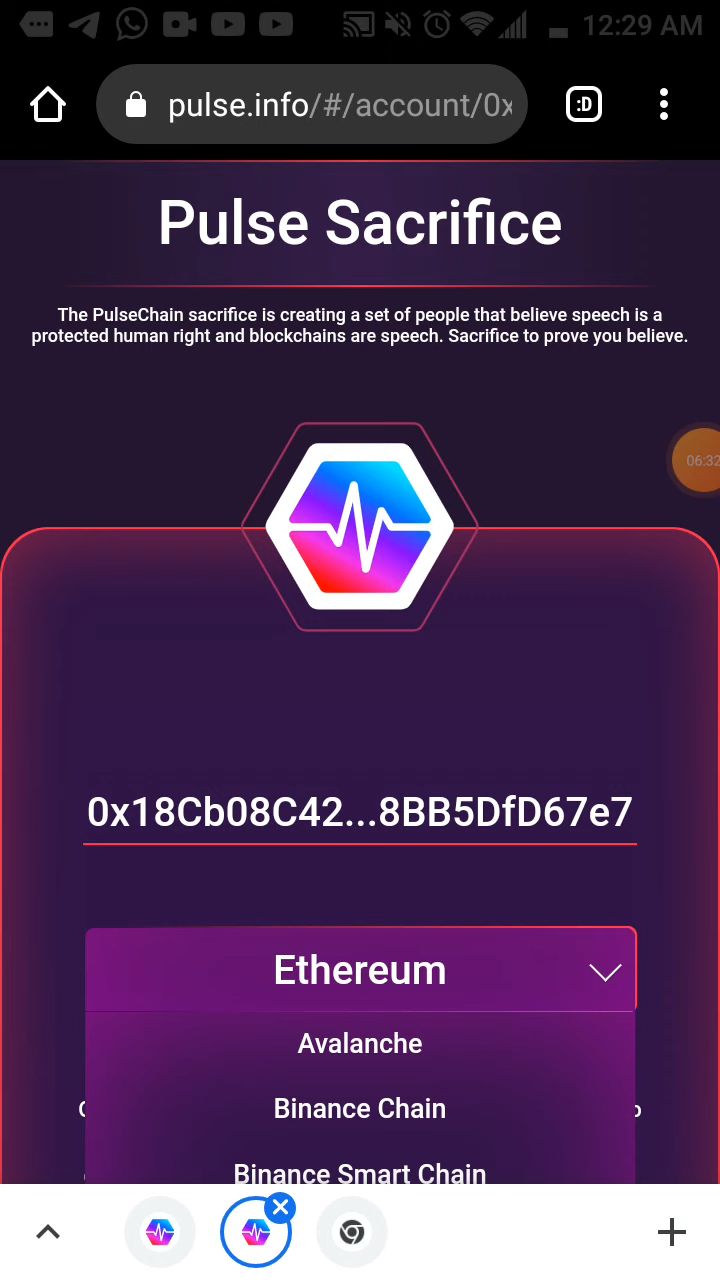 12:29 AM
pulse.info/#/account/0x
:D
Pulse Sacrifice
The PulseChain sacrifice is creating a set of people that believe speech is a
protected human right and blockchains are speech. Sacrifice to prove you believe.
06:32
0x18Cb08C42...8BB5DfD67e7
Ethereum
Avalanche
Binance Chain
Binance Smart Chain